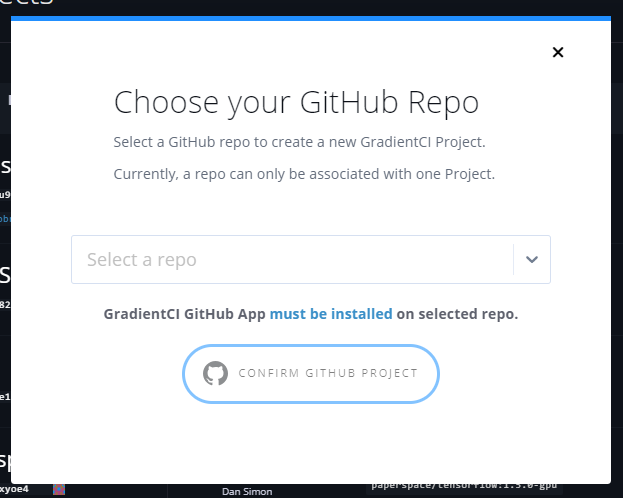 Choose your GitHub Repo
Select a GitHub repo to create a new GradientCI Project.
Currently, a repo can only be associated with one Project.
Select a repo
GradientCI GitHub App must be installed on selected repo.
CONFIRM GITHUB PROJECT
xyoe4
Dan Simon
paperspace/tensorflow:1.5.0-gpu